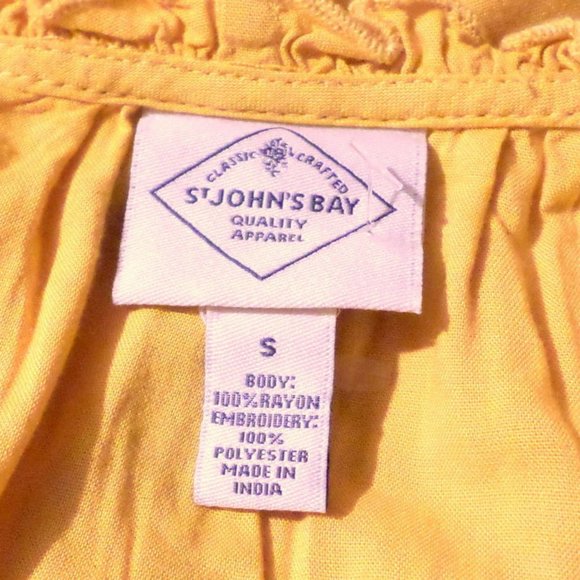 CLASSIC CRAFTED
ST JOHN'S BAY
QUALITY
APPAREL
S
BODY:
100% RAYON
EMBROIDERY:
100%
POLYESTER
MADE IN
INDIA